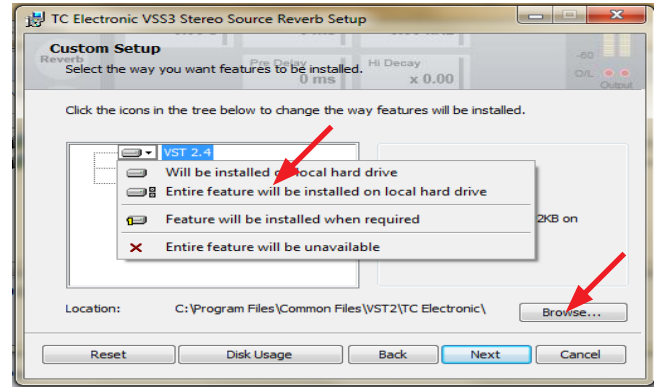 TC Electronic VSS3 Stereo Source Reverb Setup
Custom Setup
Reverb
Select the way you want features to be installed.
Pre Delay
0 ms
Hi Decay
x 0.00
-60
O/L
Output
Click the icons in the tree below to change the way features will be installed.
VST 2.4
Will be installed on local hard drive
Entire feature will be installed on local hard drive
Feature will be installed when required
2KB on
Entire feature will be unavailable
Location:
C:\Program Files\Common Files\VST2\TC Electronic\
Browse...
Reset
Disk Usage
Back
Next
Cancel